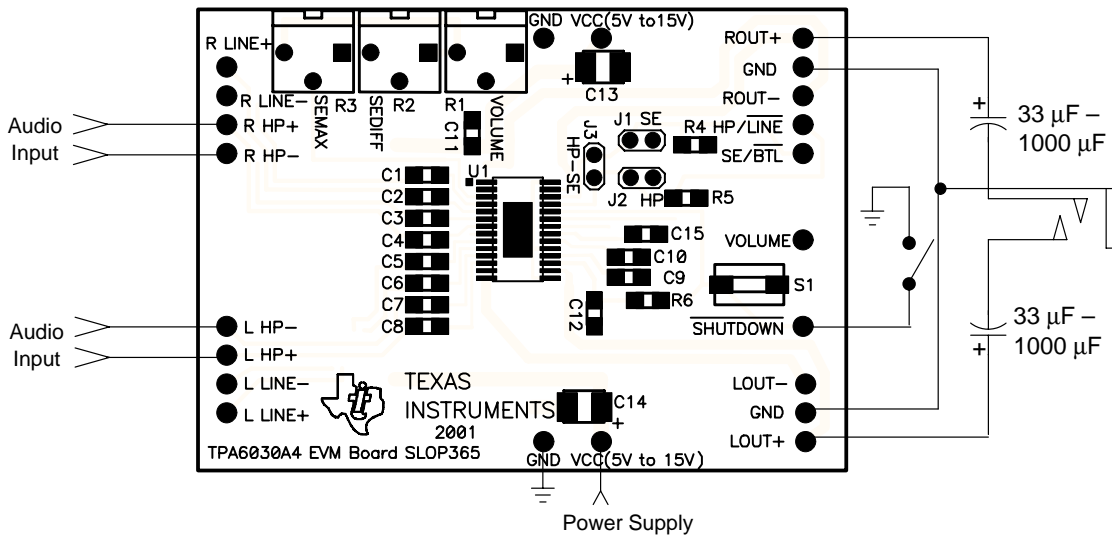 GND VCC(5V to15V)
R LINE+
R LINE-
R HP+
R HP-
Audio
Input
R3
SEMAX
R2
SEDIFF
R1
VOLUME
C11
C13
+
J1 SE
J3
HP-SE
J2 HP
R4
R5
ROUT+
GND
ROUT-
HP/LINE
SE/BTL
VOLUME
U1
C1
C2
C3
C4
C5
C6
C7
C8
C15
C10
C9
R6
C12
S1
SHUTDOWN
+
33 µF –
1000 µF
33 µF –
1000 µF
+
Audio
Input
L HP-
L HP+
L LINE-
L LINE+
TEXAS
INSTRUMENTS
2001
TPA6030A4 EVM Board SLOP365
C14
+
GND VCC(5V to 15V)
LOUT-
GND
LOUT+
Power Supply